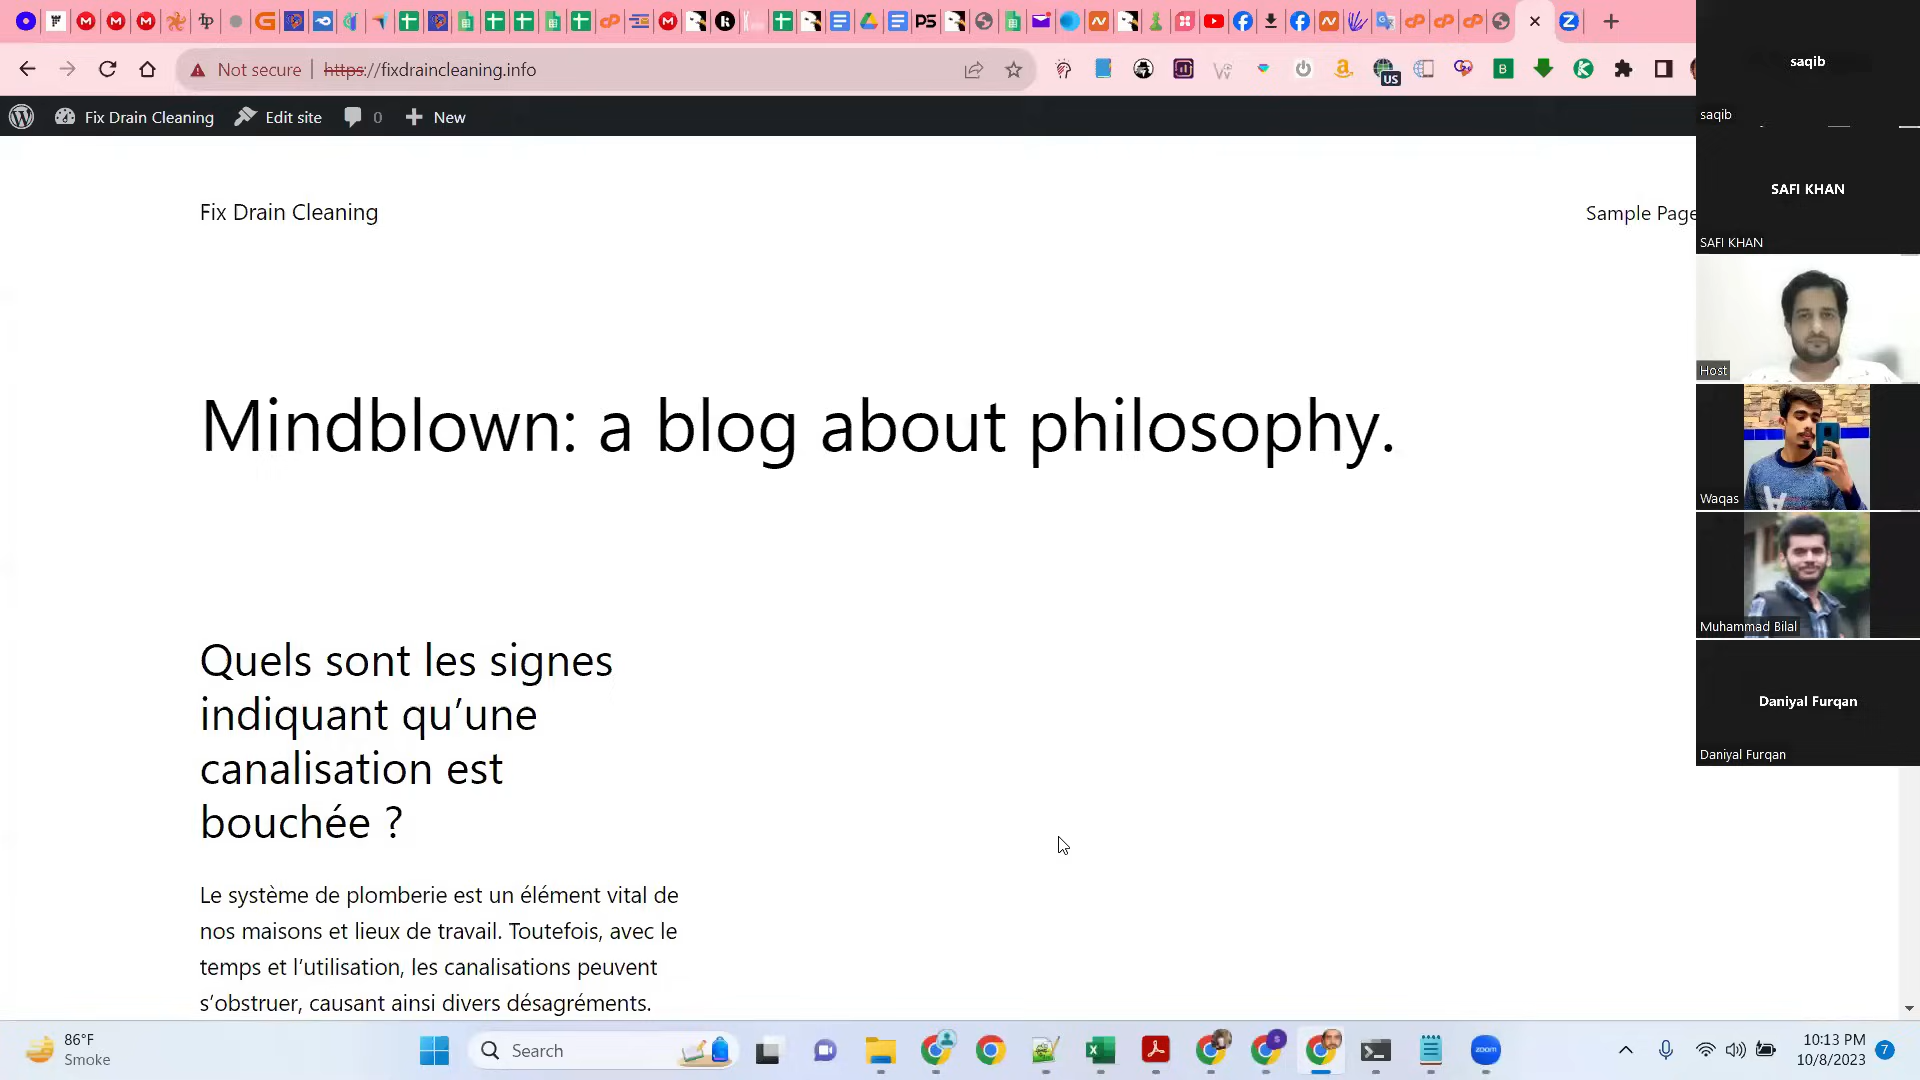 Not secure
https://fixdraincleaning.info
US
Fix Drain Cleaning
Edit site
0
New
Fix Drain Cleaning
Sample Page
Mindblown: a blog about philosophy.
Quels sont les signes
indiquant qu’une
canalisation est
bouchée ?
Le système de plomberie est un élément vital de
nos maisons et lieux de travail. Toutefois, avec le
temps et l’utilisation, les canalisations peuvent
s’obstruer, causant ainsi divers désagréments.
saqib
saqib
SAFI KHAN
SAFI KHAN
Host
Waqas
Muhammad Bilal
Daniyal Furqan
Daniyal Furqan
86°F
Smoke
Search
zoom
10:13 PM
10/8/2023
7